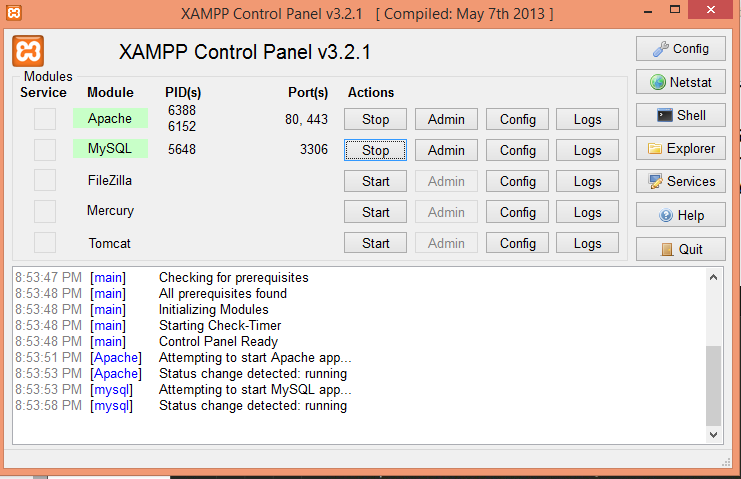 XAMPP Control Panel v3.2.1 [ Compiled: May 7th 2013 ]
XAMPP Control Panel v3.2.1
Config
Modules
Service Module PID(s) Port(s) Actions
Netstat
Apache 6388 6152 80, 443 Stop Admin Config Logs
Shell
MySQL 5648 3306 Stop Admin Config Logs
Explorer
FileZilla Start Admin Config Logs
Services
Mercury Start Admin Config Logs
Help
Tomcat Start Admin Config Logs
Quit
8:53:47 PM [main] Checking for prerequisites
8:53:48 PM [main] All prerequisites found
8:53:48 PM [main] Initializing Modules
8:53:48 PM [main] Starting Check-Timer
8:53:48 PM [main] Control Panel Ready
8:53:51 PM [Apache] Attempting to start Apache app...
8:53:53 PM [Apache] Status change detected: running
8:53:53 PM [mysql] Attempting to start MySQL app...
8:53:58 PM [mysql] Status change detected: running